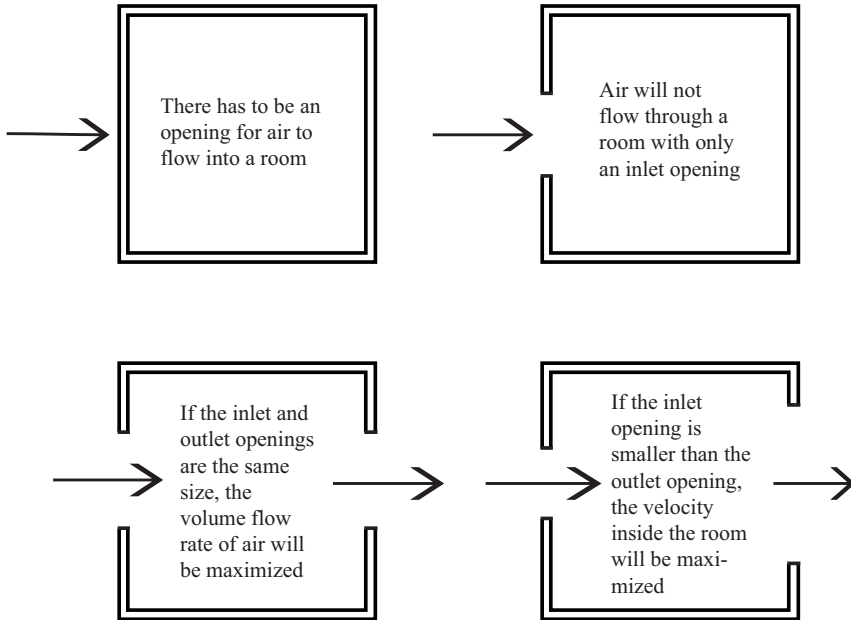 There has to be an
opening for air to
flow into a room
Air will not
flow through a
room with only
an inlet opening
If the inlet and
outlet openings
are the same
size, the
volume flow
rate of air will
be maximized
If the inlet
opening is
smaller than the
outlet opening,
the velocity
inside the room
will be maxi-
mized